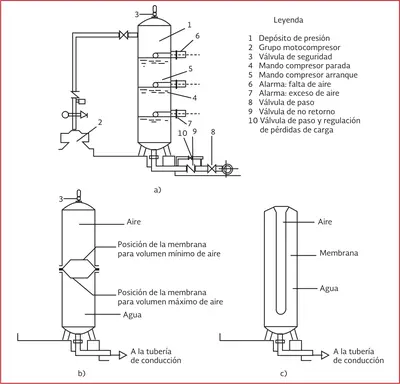 3
1
6
5
4
7
2
10
9
8
a)
Leyenda
1 Depósito de presión
2 Grupo motocompresor
3 Válvula de seguridad
4 Mando compresor parada
5 Mando compresor arranque
6 Alarma: falta de aire
7 Alarma: exceso de aire
8 Válvula de paso
9 Válvula de no retorno
10 Válvula de paso y regulación
de pérdidas de carga
3
Aire
Posición de la membrana
para volumen mínimo de aire
Posición de la membrana
para volumen máximo de aire
Agua
A la tubería
de conducción
b)
Aire
Membrana
Agua
A la tubería
de conducción
c)